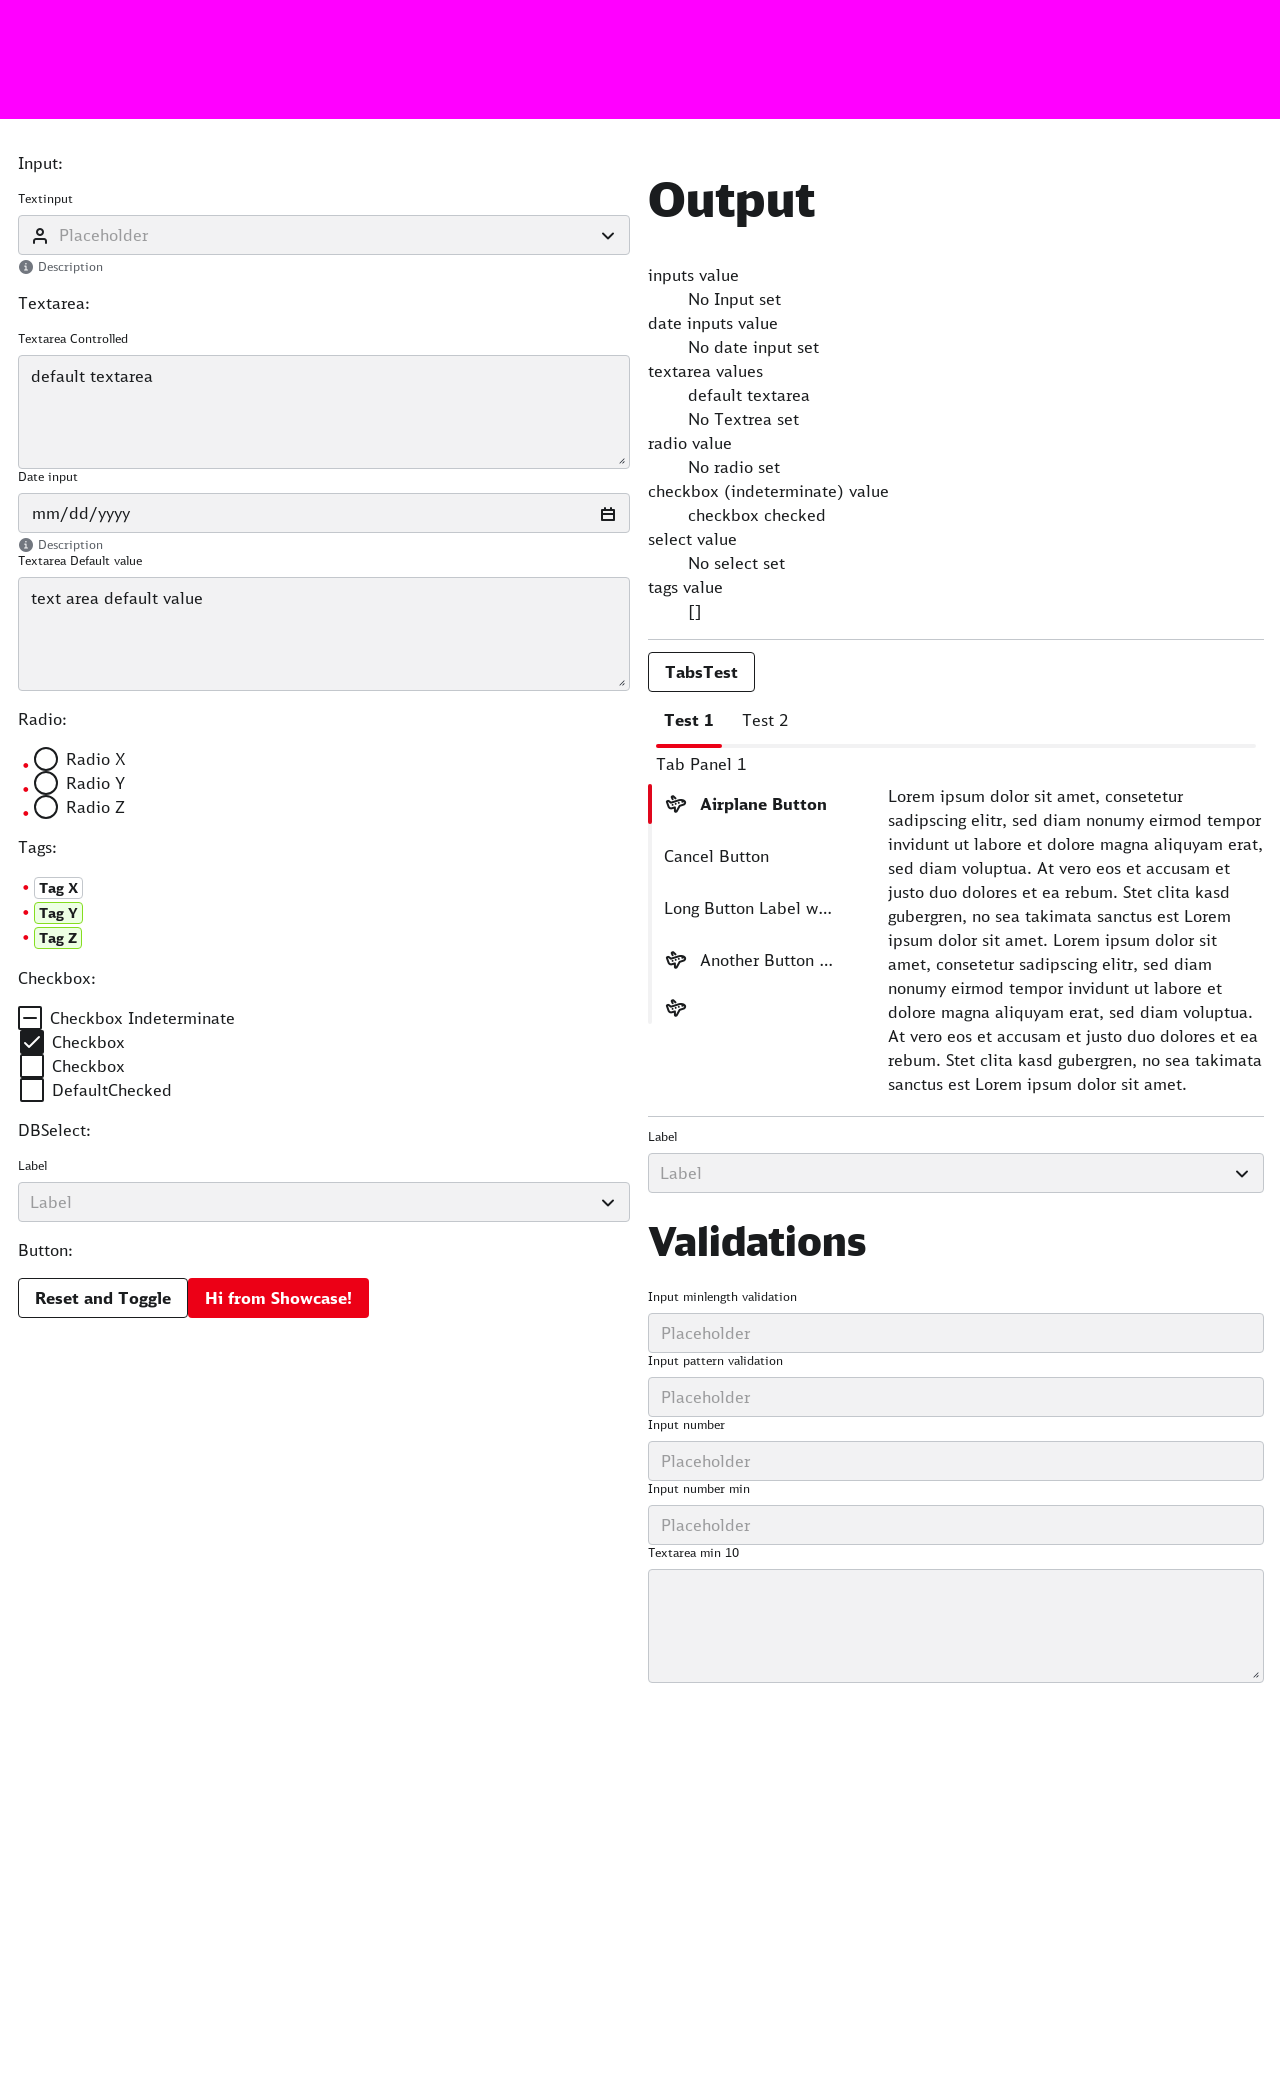 Input:
Textinput
Placeholder
Description
Textarea:
Textarea Controlled
default textarea
Date input
mm/dd/yyyy
Description
Textarea Default value
text area default value
Radio:
Radio X
Radio Y
Radio Z
Tags:
Tag X
Tag Y
Tag Z
Checkbox:
Checkbox Indeterminate
Checkbox
Checkbox
DefaultChecked
DBSelect:
Label
Label
Button:
Reset and Toggle
Hi from Showcase!
Output
inputs value
No Input set
date inputs value
No date input set
textarea values
default textarea
No Textrea set
radio value
No radio set
checkbox (indeterminate) value
checkbox checked
select value
No select set
tags value
[]
TabsTest
Test 1
Test 2
Tab Panel 1
Airplane Button
Cancel Button
Long Button Label w...
Another Button ...
Lorem ipsum dolor sit amet, consetetur
sadipscing elitr, sed diam nonumy eirmod tempor
invidunt ut labore et dolore magna aliquyam erat,
sed diam voluptua. At vero eos et accusam et
justo duo dolores et ea rebum. Stet clita kasd
gubergren, no sea takimata sanctus est Lorem
ipsum dolor sit amet. Lorem ipsum dolor sit
amet, consetetur sadipscing elitr, sed diam
nonumy eirmod tempor invidunt ut labore et
dolore magna aliquyam erat, sed diam voluptua.
At vero eos et accusam et justo duo dolores et ea
rebum. Stet clita kasd gubergren, no sea takimata
sanctus est Lorem ipsum dolor sit amet.
Label
Label
Validations
Input minlength validation
Placeholder
Input pattern validation
Placeholder
Input number
Placeholder
Input number min
Placeholder
Textarea min 10